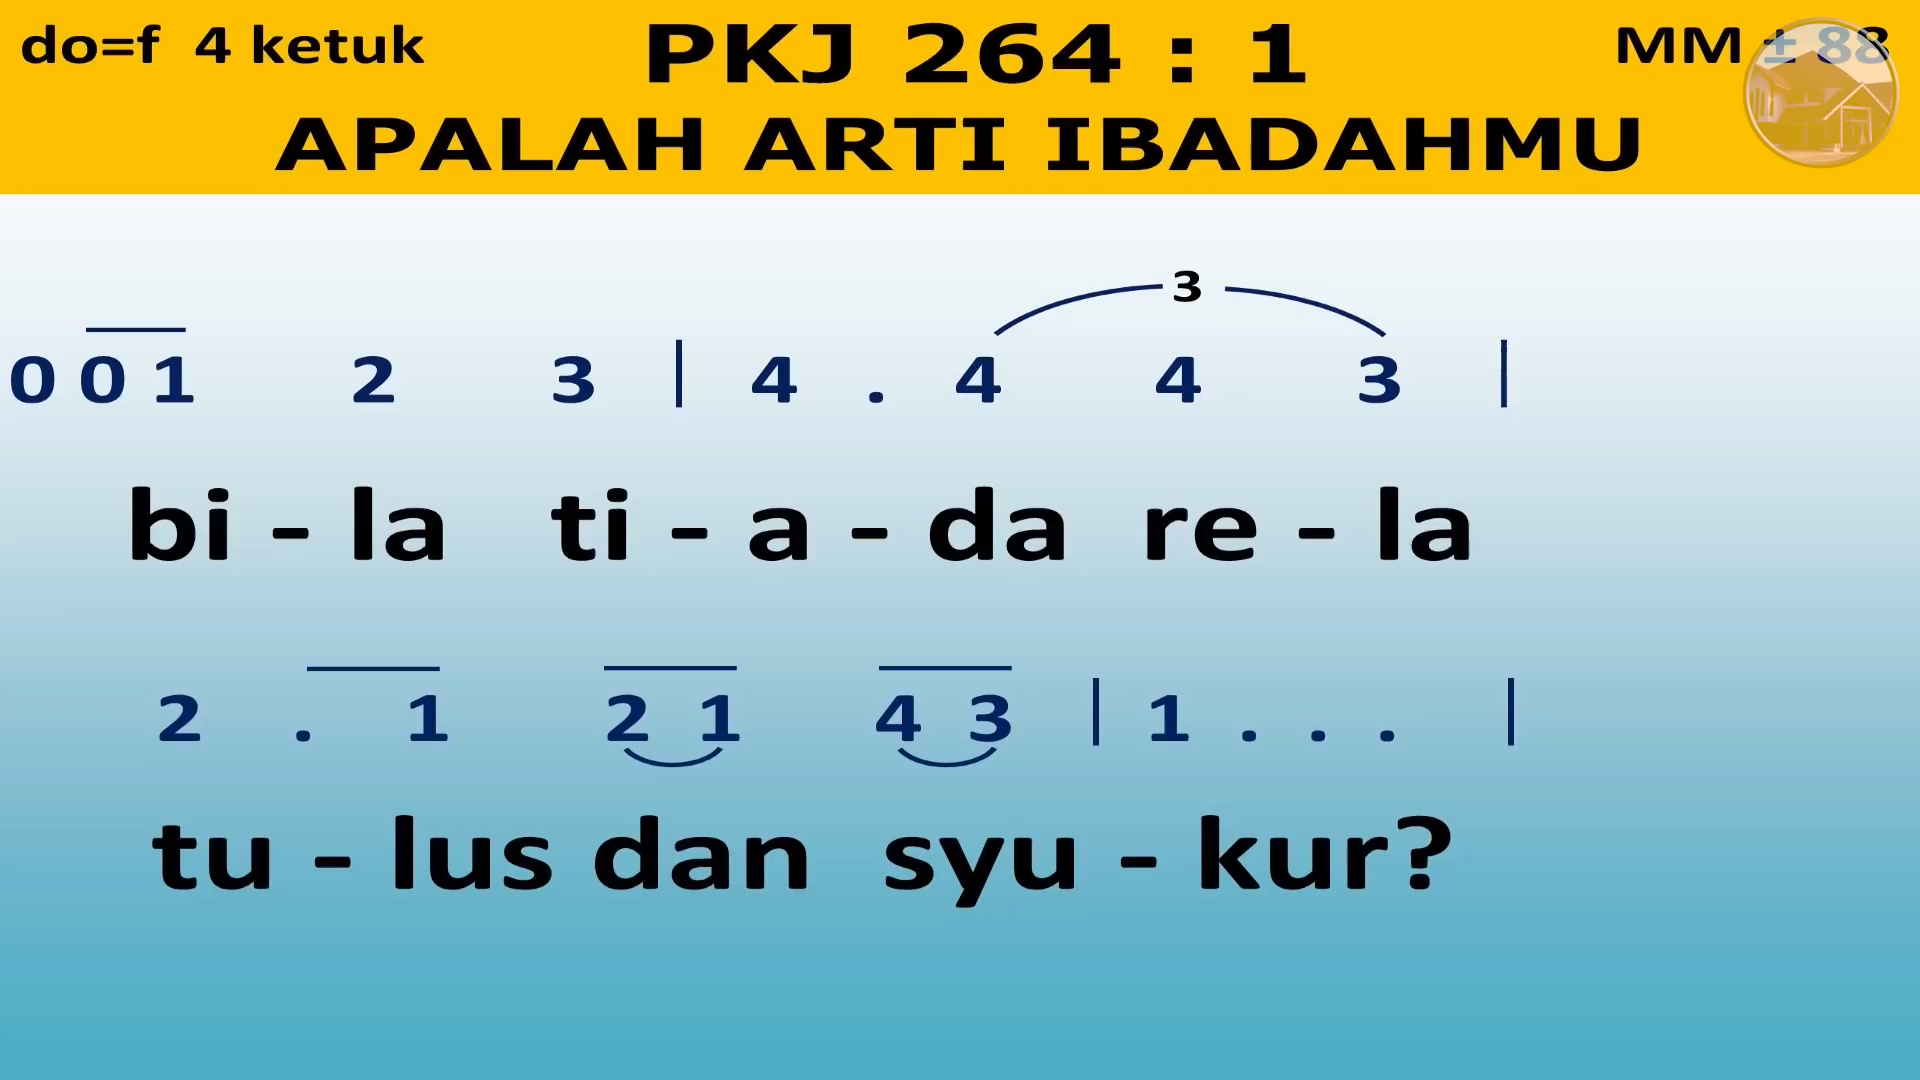 do=f 4 ketuk PKJ 264 : 1 MM ± 88
APALAH ARTI IBADAHMU
3
0 0 1 2 3 | 4 . 4 4 3 |
bi - la ti - a - da re - la
2 . 1 2 1 4 3 | 1 . . . |
tu - lus dan syu - kur?